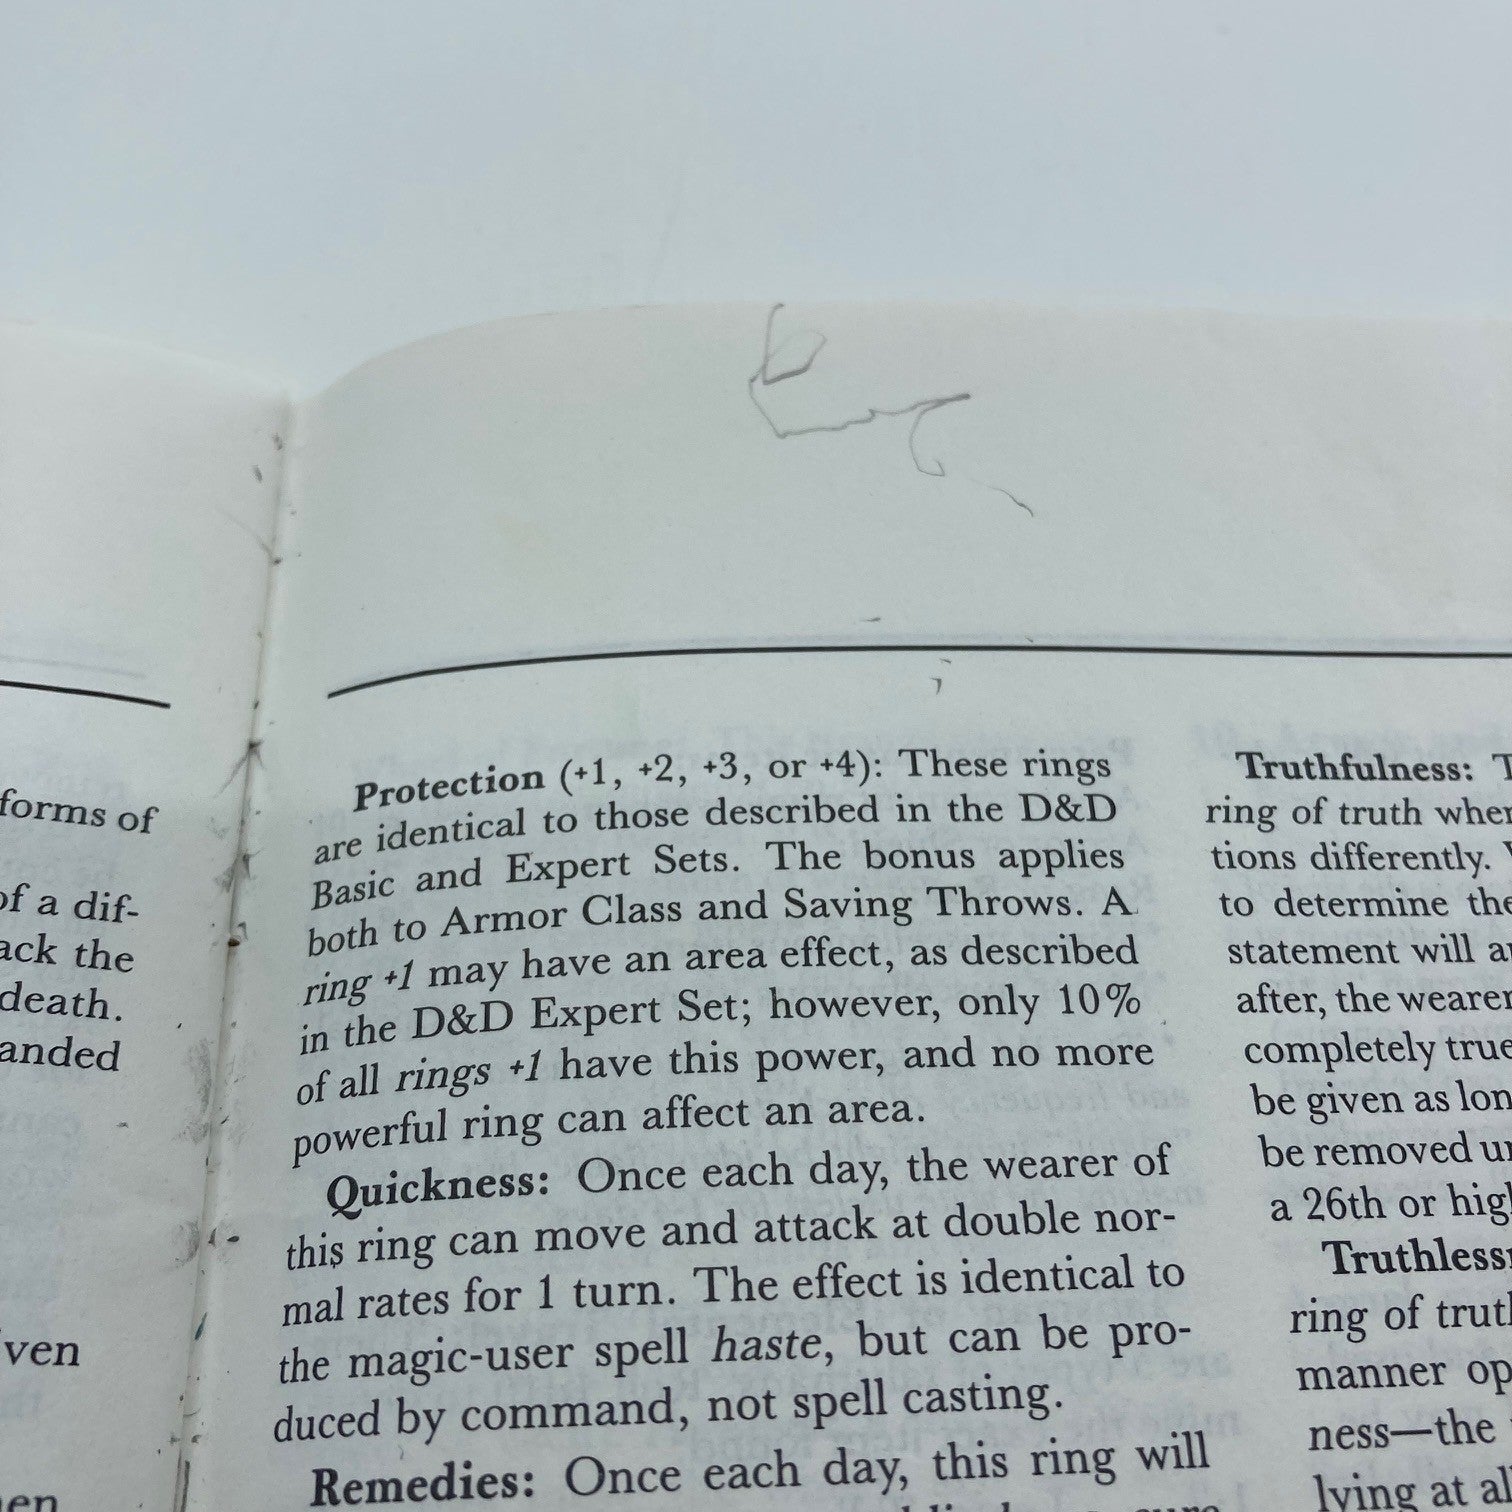 forms of
of a dif-
ack the
death.
anded
ven
Protection (+1, +2, +3, or +4): These rings
are identical to those described in the D&D
Basic and Expert Sets. The bonus applies
both to Armor Class and Saving Throws. A
ring +1 may have an area effect, as described
in the D&D Expert Set; however, only 10%
of all rings +1 have this power, and no more
powerful ring can affect an area.
Quickness: Once each day, the wearer of
this ring can move and attack at double nor-
mal rates for 1 turn. The effect is identical to
the magic-user spell haste, but can be pro-
duced by command, not spell casting.
Remedies: Once each day, this ring will
Truthfulness:
ring of truth
tions differently.
to determine
statement will
after, the wearer
completely true
be given as
be removed
a 26th or
Truthless
ring of
manner
ness—the
lying at